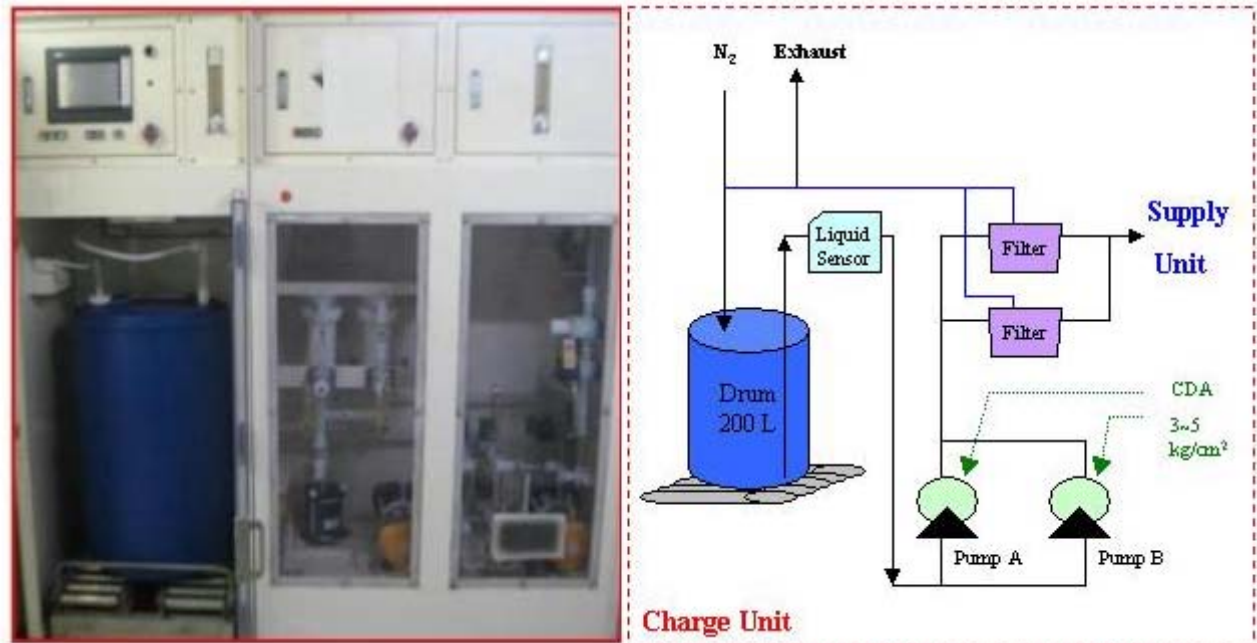 N₂ Exhaust
Liquid
Sensor
Filter
Supply
Unit
Filter
Drum
200 L
CDA
3~5
kg/cm²
Pump A
Pump B
Charge Unit